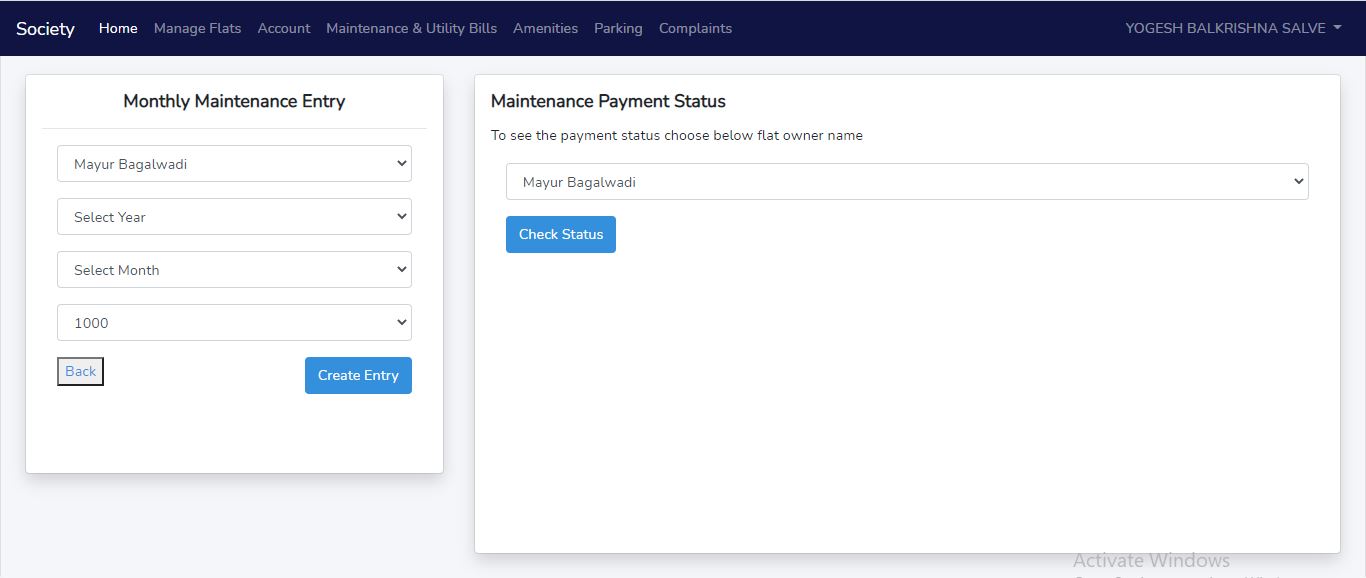 Society Home Manage Flats Account Maintenance & Utility Bills Amenities Parking Complaints YOGESH BALKRISHNA SALVE
Monthly Maintenance Entry
Mayur Bagalwadi
Select Year
Select Month
1000
Back Create Entry
Maintenance Payment Status
To see the payment status choose below flat owner name
Mayur Bagalwadi
Check Status
Activate Windows